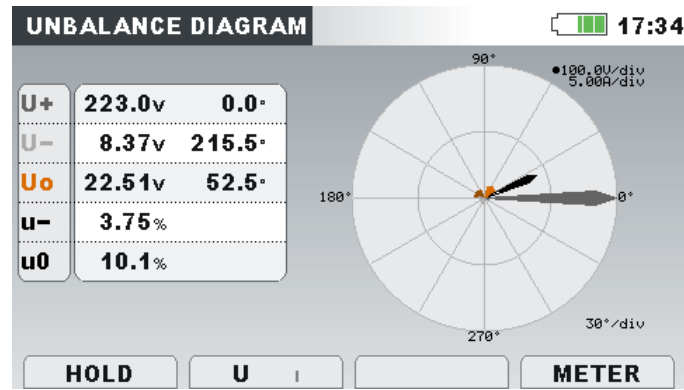 UNBALANCE DIAGRAM
17:34
90°
●100.0V/div
5.00A/div
U+ 223.0v 0.0°
U− 8.37v 215.5°
Uo 22.51v 52.5°
u− 3.75%
u0 10.1%
180°
0°
270°
30°/div
HOLD U I METER